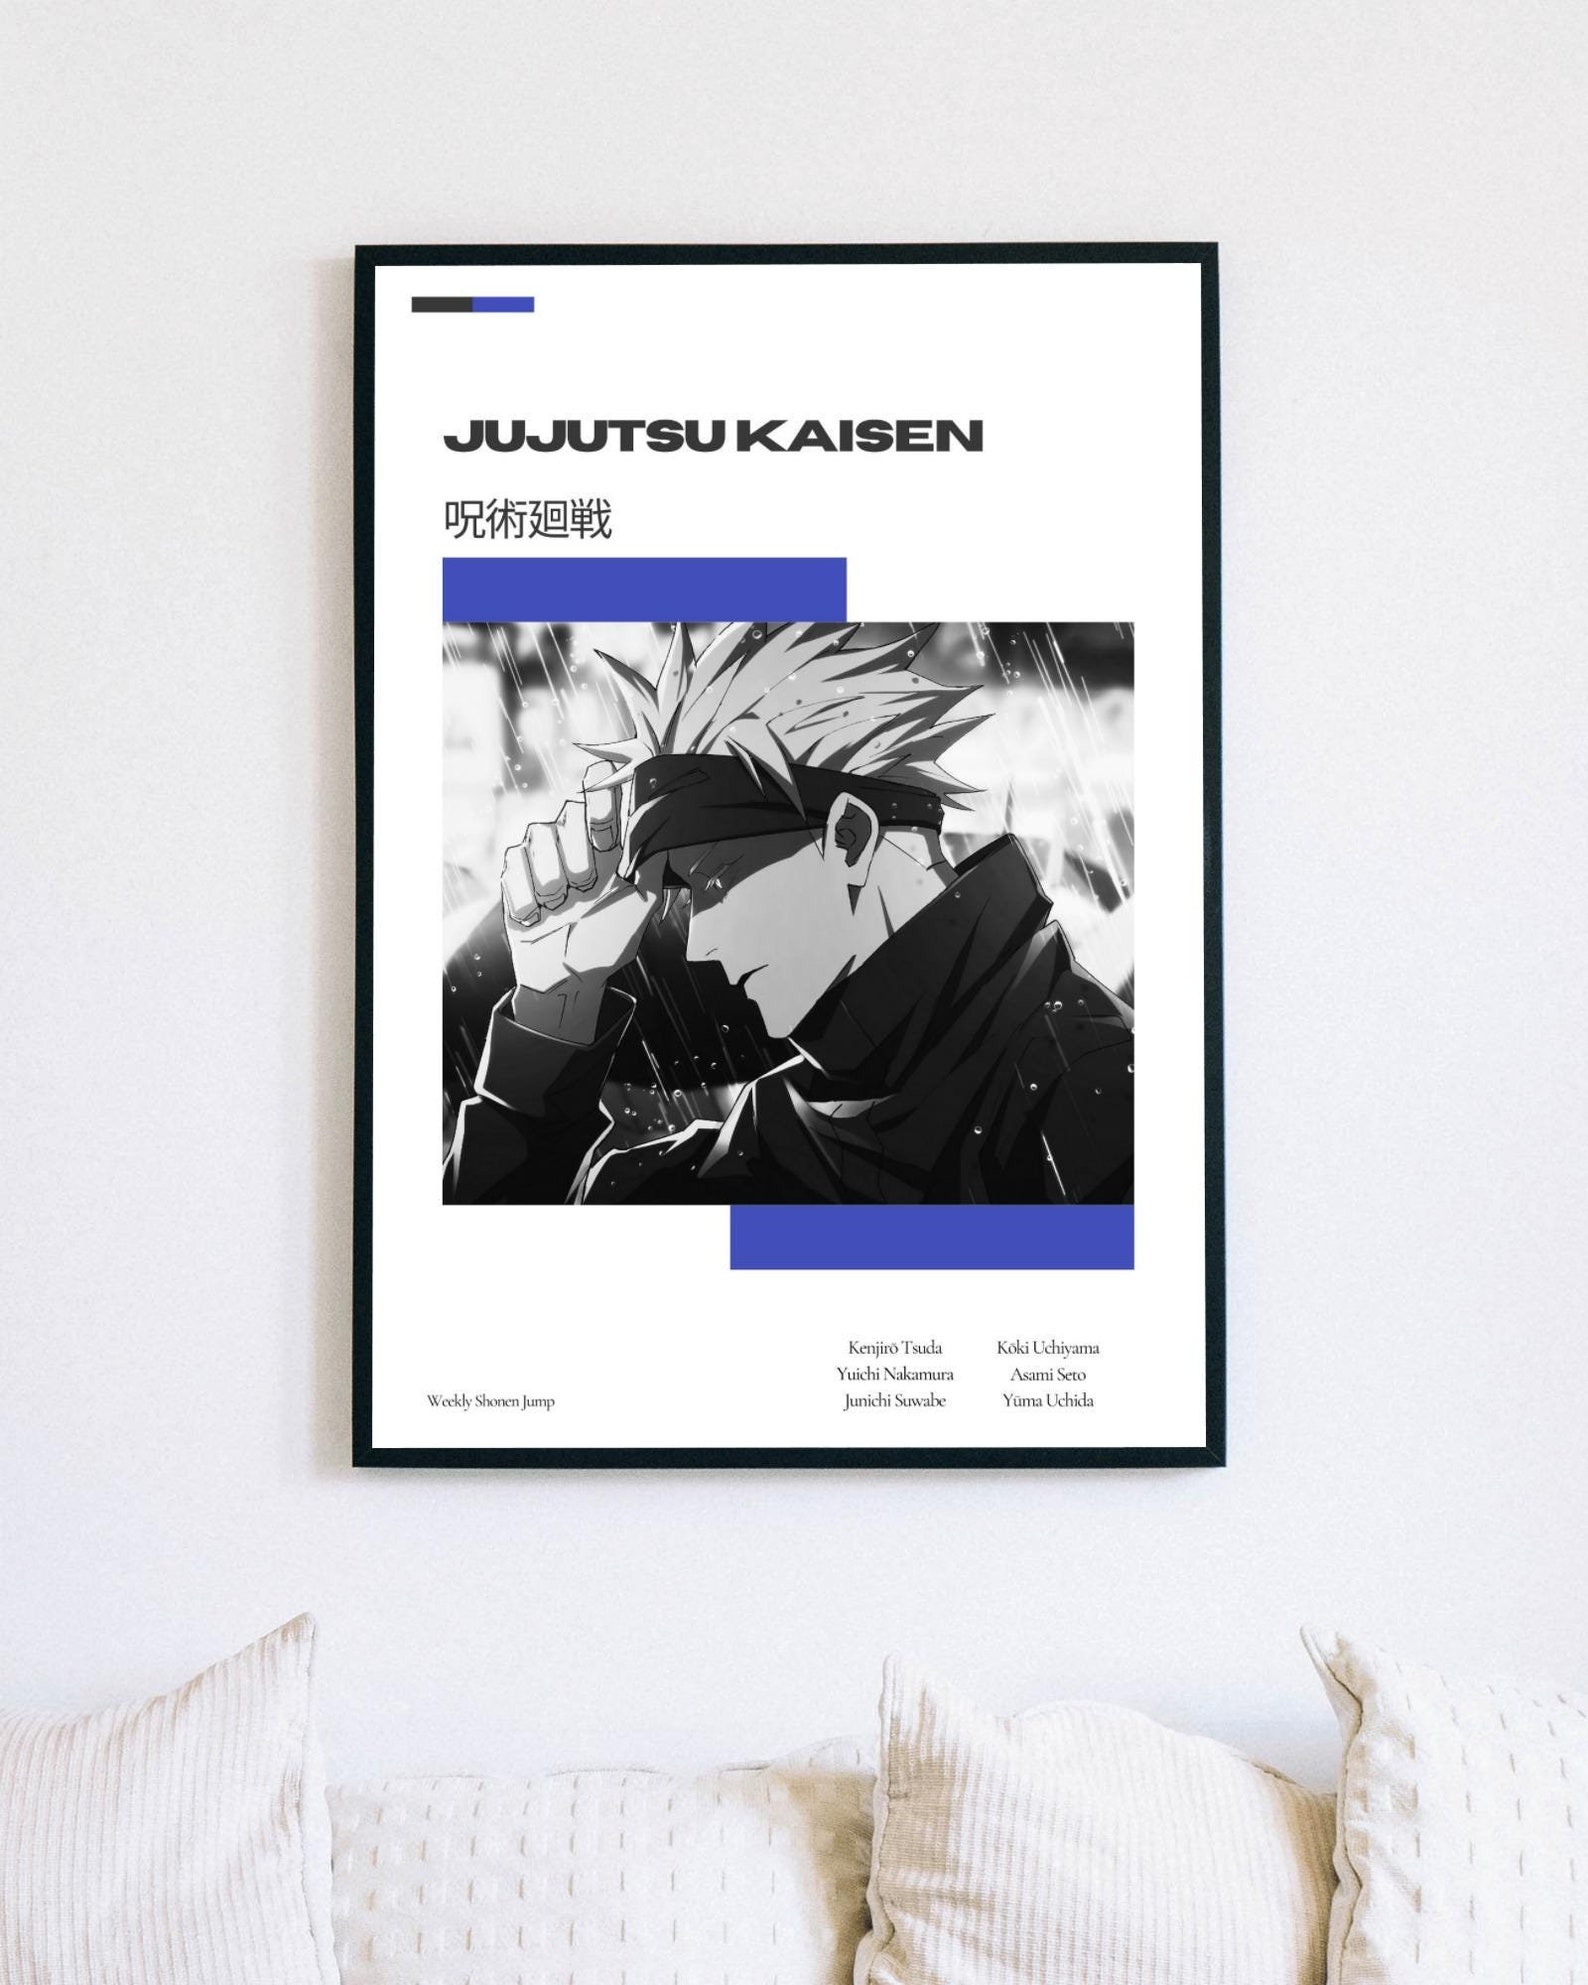 JUJUTSU KAISEN
呪術廻戦
Kenjirō Tsuda
Yuichi Nakamura
Junichi Suwabe
Kōki Uchiyama
Asami Seto
Yūma Uchida
Weekly Shonen Jump